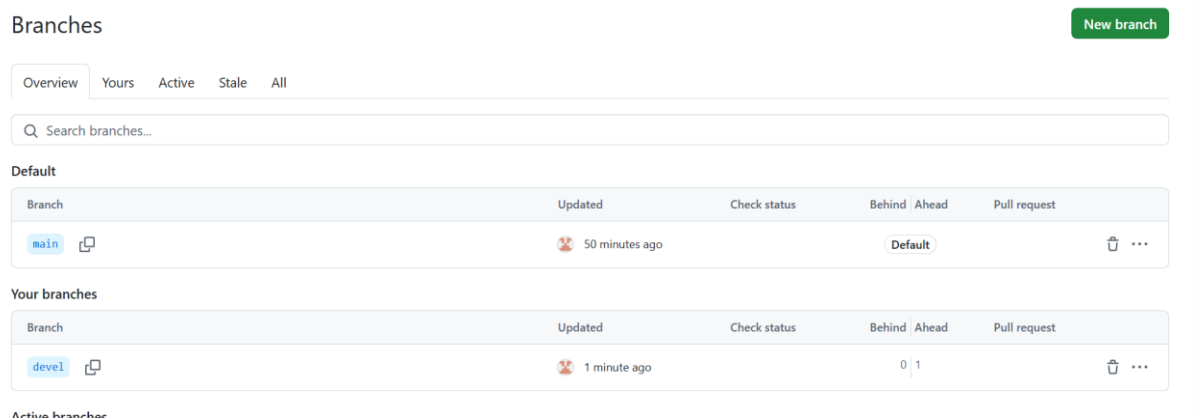 Branches
New branch
Overview Yours Active Stale All
Search branches...
Default
Branch Updated Check status Behind Ahead Pull request
main 50 minutes ago Default
Your branches
Branch Updated Check status Behind Ahead Pull request
devel 1 minute ago 0 1
Active branches